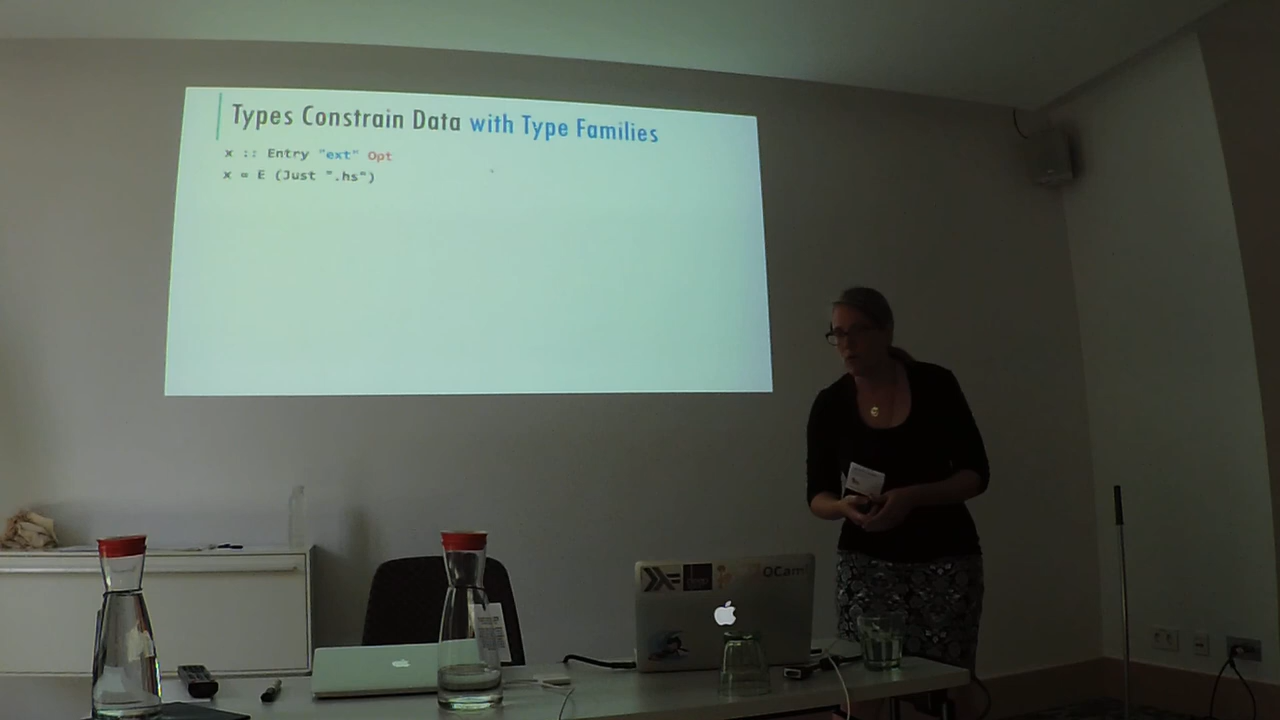 Types Constrain Data with Type Families
x :: Entry "ext" Opt
x = E (Just ".hs")
OCaml